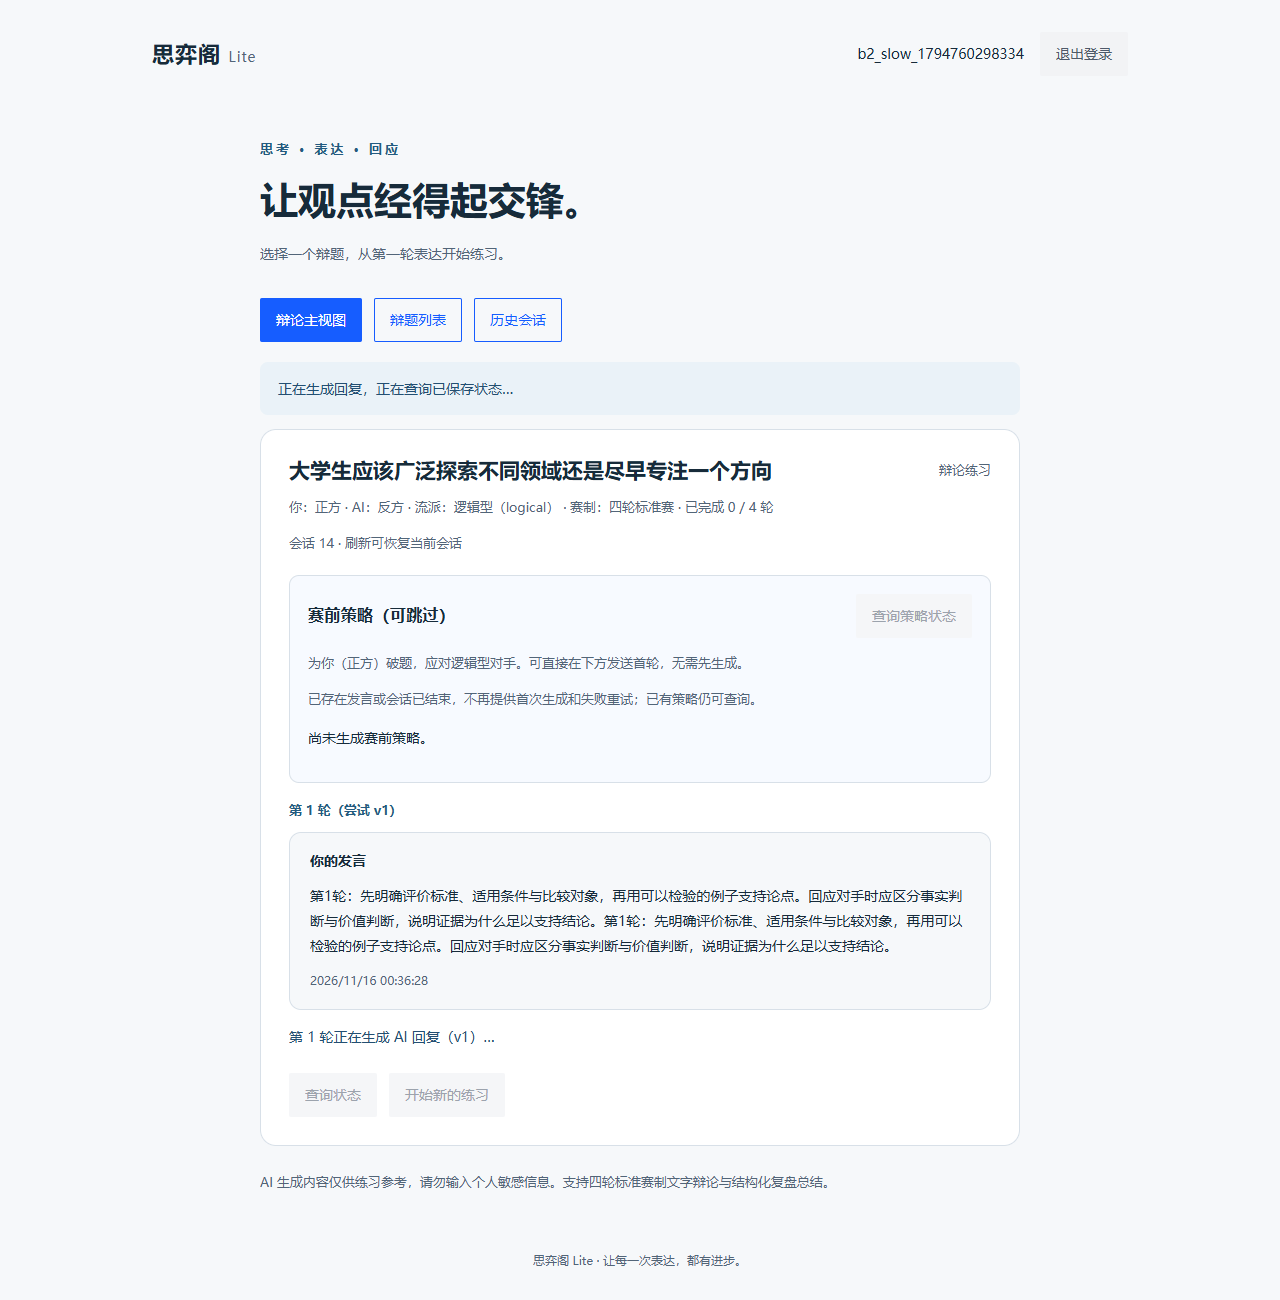 思弈阁 Lite
b2_slow_1794760298334
退出登录
思考 • 表达 • 回应
让观点经得起交锋。
选择一个辩题，从第一轮表达开始练习。
辩论主视图
辩题列表
历史会话
正在生成回复，正在查询已保存状态...
大学生应该广泛探索不同领域还是尽早专注一个方向
辩论练习
你：正方 · AI：反方 · 流派：逻辑型（logical） · 赛制：四轮标准赛 · 已完成 0 / 4 轮
会话 14 · 刷新可恢复当前会话
赛前策略（可跳过）
查询策略状态
为你（正方）破题，应对逻辑型对手。可直接在下方发送首轮，无需先生成。
已存在发言或会话已结束，不再提供首次生成和失败重试；已有策略仍可查询。
尚未生成赛前策略。
第 1 轮（尝试 v1）
你的发言
第1轮：先明确评价标准、适用条件与比较对象，再用可以检验的例子支持论点。回应对手时应区分事实判
断与价值判断，说明证据为什么足以支持结论。第1轮：先明确评价标准、适用条件与比较对象，再用可以
检验的例子支持论点。回应对手时应区分事实判断与价值判断，说明证据为什么足以支持结论。
2026/11/16 00:36:28
第 1 轮正在生成 AI 回复（v1）...
查询状态
开始新的练习
AI 生成内容仅供练习参考，请勿输入个人敏感信息。支持四轮标准赛制文字辩论与结构化复盘总结。
思弈阁 Lite · 让每一次表达，都有进步。